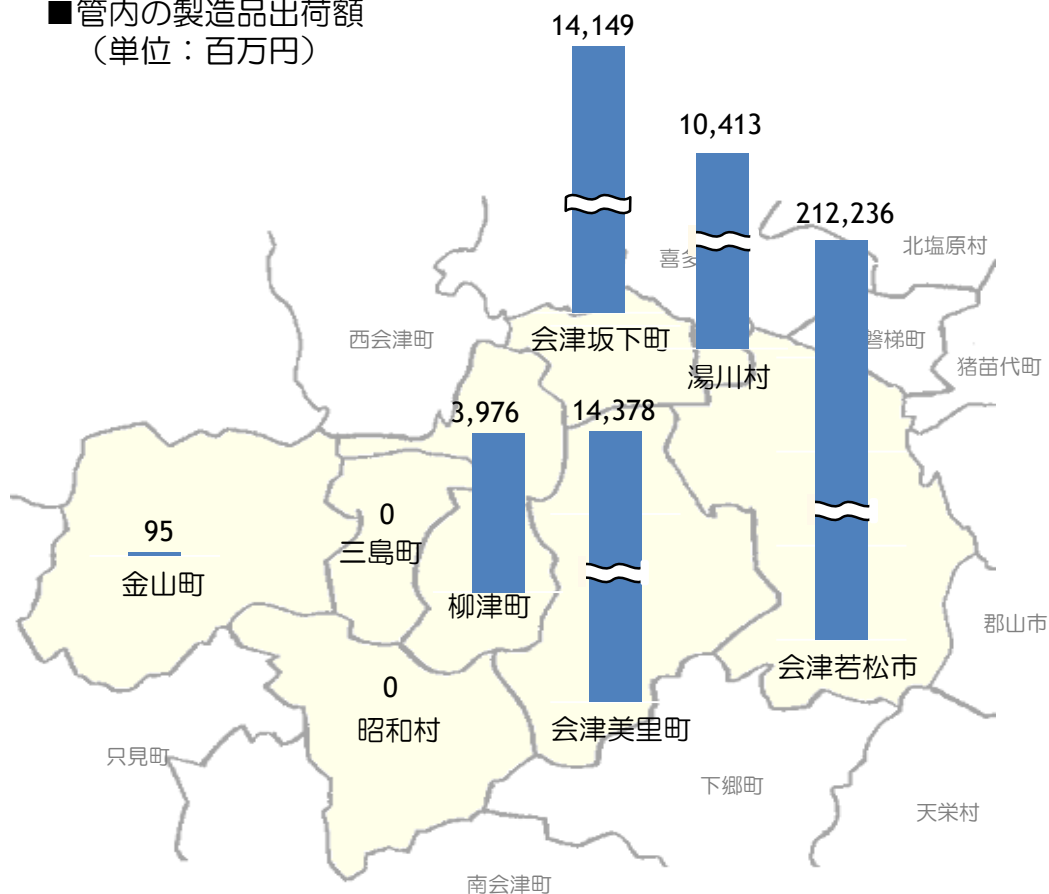 ■管内の製造品出荷額
（単位：百万円）
14,149
10,413
212,236
北塩原村
喜多
西会津町
会津坂下町
磐梯町
猪苗代町
湯川村
3,976
14,378
0
95
三島町
金山町
柳津町
郡山市
会津若松市
0
昭和村
会津美里町
只見町
下郷町
天栄村
南会津町